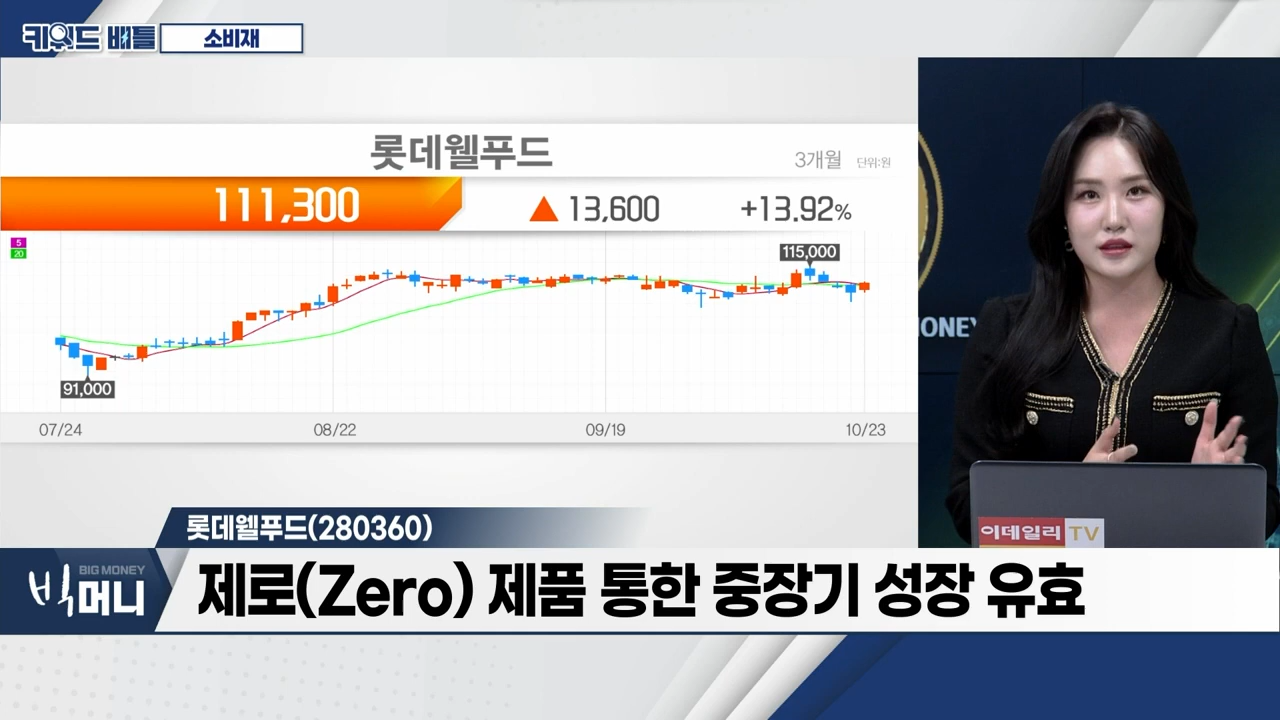 키워드 배틀 소비재
롯데웰푸드
3개월 단위:원
111,300 ▲ 13,600 +13.92%
5
20
115,000
91,000
07/24 08/22 09/19 10/23
MONEY
이데일리 TV
롯데웰푸드(280360)
BIG MONEY
빅머니
제로(Zero) 제품 통한 중장기 성장 유효